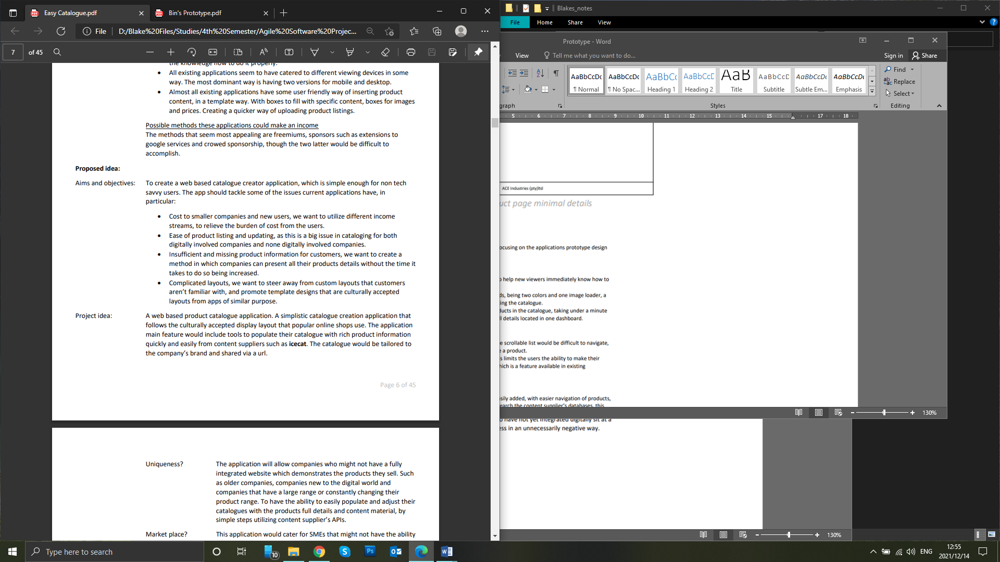 Easy Catalogue.pdf
Bin's Prototype.pdf
File
D:/Blake%20Files/Studies/4th%20Semester/Agile%20Software%20Projec...
7 of 45
All existing applications seem to have catered to different viewing devices in some
way. The most dominant way is having two versions for mobile and desktop.
Almost all existing applications have some user friendly way of inserting product
content, in a template way. With boxes to fill with specific content, boxes for images
and prices. Creating a quicker way of uploading product listings.
Possible methods these applications could make an income
The methods that seem most appealing are freemiums, sponsors such as extensions to
google services and crowed sponsorship, though the two latter would be difficult to
accomplish.
Proposed idea:
Aims and objectives: To create a web based catalogue creator application, which is simple enough for non tech
savvy users. The app should tackle some of the issues current applications have, in
particular:
Cost to smaller companies and new users, we want to utilize different income
streams, to relieve the burden of cost from the users.
Ease of product listing and updating, as this is a big issue in cataloging for both
digitally involved companies and none digitally involved companies.
Insufficient and missing product information for customers, we want to create a
method in which companies can present all their products details without the time it
takes to do so being increased.
Complicated layouts, we want to steer away from custom layouts that customers
aren't familiar with, and promote template designs that are culturally accepted
layouts from apps of similar purpose.
Project idea: A web based product catalogue application. A simplistic catalogue creation application that
follows the culturally accepted display layout that popular online shops use. The application
main feature would include tools to populate their catalogue with rich product information
quickly and easily from content suppliers such as icecat. The catalogue would be tailored to
the company's brand and shared via a url.
Page 6 of 45
Uniqueness? The application will allow companies who might not have a fully
integrated website which demonstrates the products they sell. Such
as older companies, companies new to the digital world and
companies that have a large range or constantly changing their
product range. To have the ability to easily populate and adjust their
catalogues with the products full details and content material, by
simple steps utilizing content supplier's APIs.
Market place? This application would cater for SMEs that might not have the ability
Blakes_notes
File Home Share View
Prototype - Word
View Tell me what you want to do...
Sign in Share
AaBbCcDc AaBbCcDc AaBbC AaBbCcD AaB AaBbCcD AaBbCcDc AaBbCcDc
¶ Normal ¶ No Spac... Heading 1 Heading 2 Title Subtitle Subtle Em... Emphasis
Find
Replace
Select
graph Styles Editing
5 6 7 8 9 10 11 12 13 14 15 17 18
ACE Industries (pty)ltd
uct page minimal details
ocusing on the applications prototype design
o help new viewers immediately know how to
ds, being two colors and one image loader, a
ing the catalogue.
ducts in the catalogue, taking under a minute
ll details located in one dashboard.
e scrollable list would be difficult to navigate,
e a product.
s limits the users the ability to make their
hich is a feature available in existing
sily added, with easier navigation of products,
earch the content supplier's databases, this
130%
o have not yet integrated digitally sit at a
ess in an unnecessarily negative way.
130%
Type here to search
10
ENG
12:55
2021/12/14